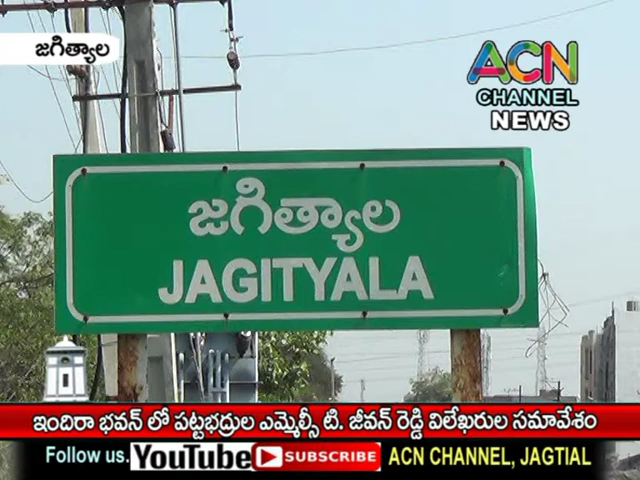 జగిత్యాల
ACN
CHANNEL
NEWS
జగిత్యాల
JAGITYALA
ఇందిరా భవన్ లో పట్టభద్రుల ఎమ్మెల్సీ టి. జీవన్ రెడ్డి విలేఖరుల సమావేశం
Follow us. YouTube SUBSCRIBE ACN CHANNEL, JAGTIAL